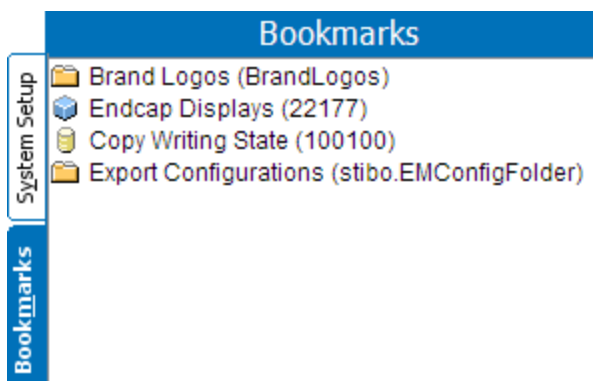 Bookmarks
System Setup
Brand Logos (BrandLogos)
Endcap Displays (22177)
Copy Writing State (100100)
Export Configurations (stibo.EMConfigFolder)
Bookmarks